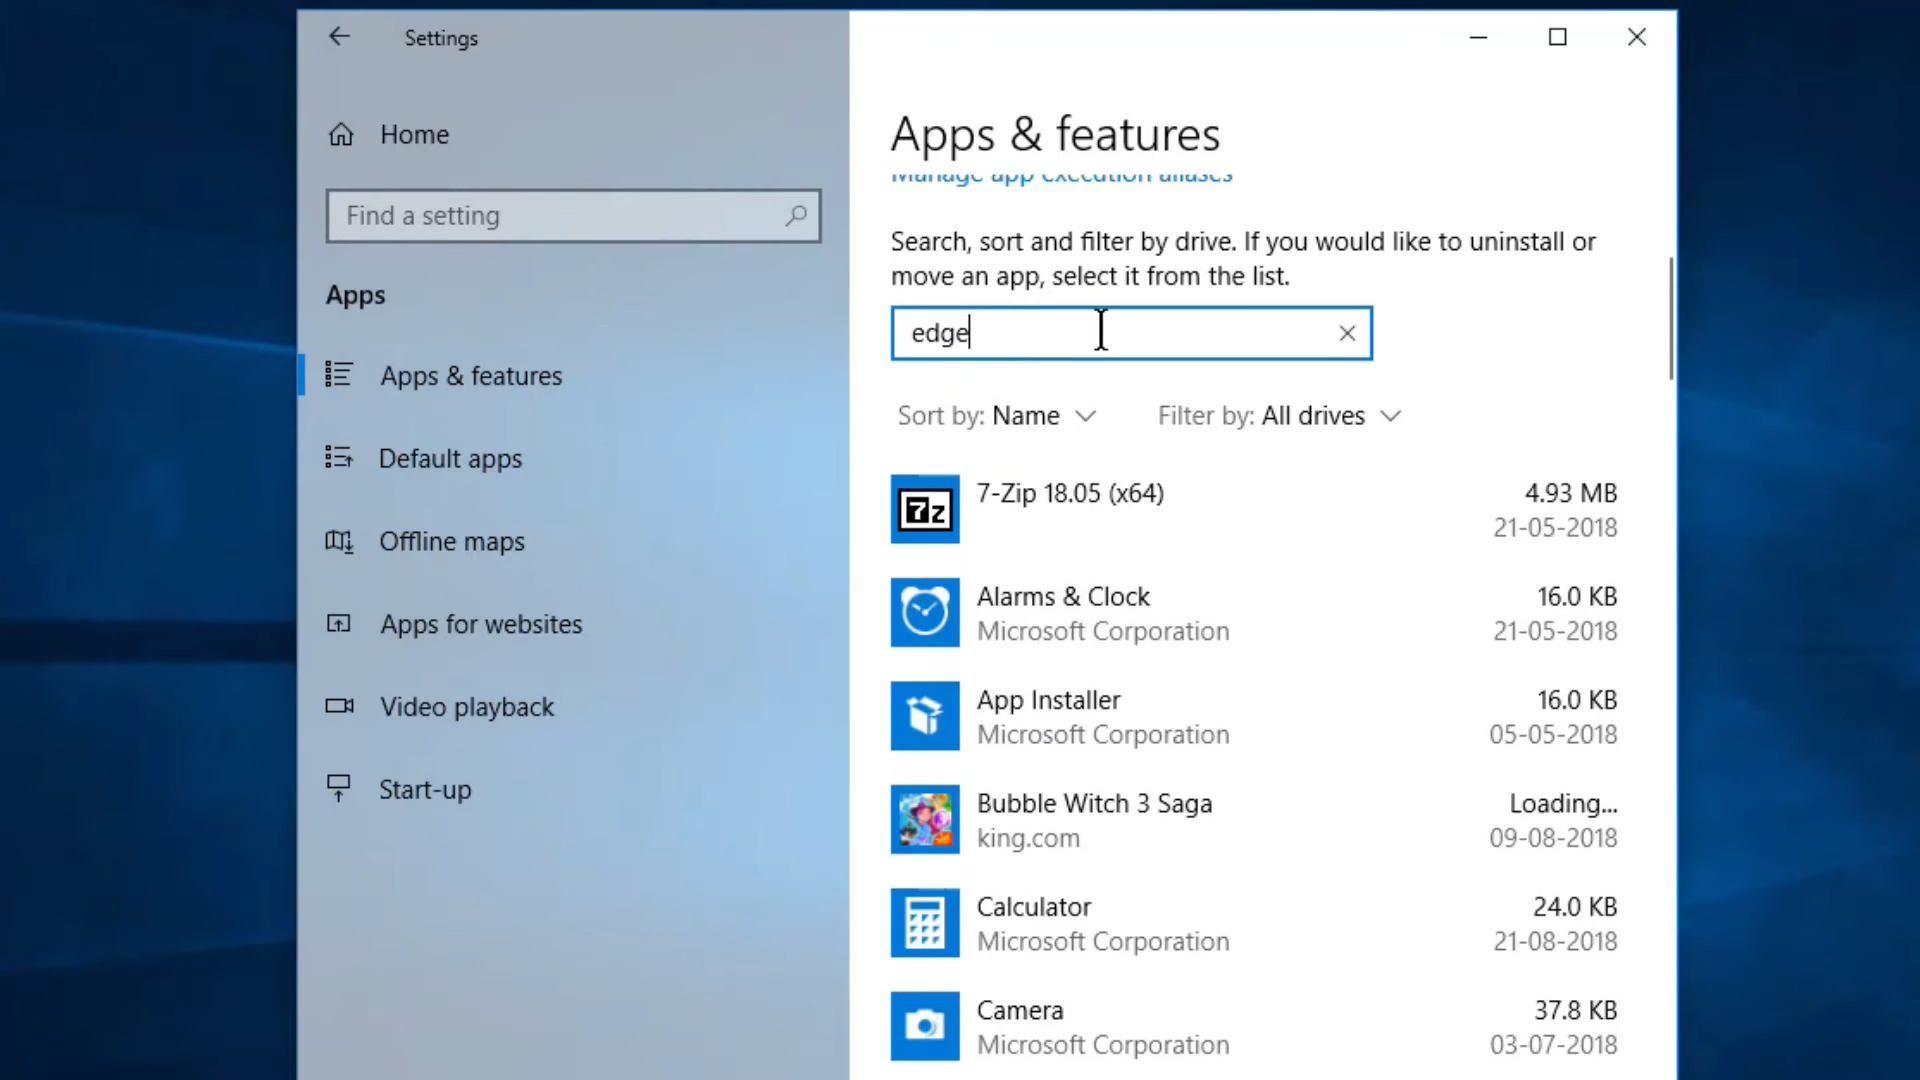 Settings
Home
Find a setting
Apps
Apps & features
Default apps
Offline maps
Apps for websites
Video playback
Start-up
Apps & features
Manage app execution aliases
Search, sort and filter by drive. If you would like to uninstall or
move an app, select it from the list.
edge
Sort by: Name
Filter by: All drives
7-Zip 18.05 (x64)
4.93 MB
21-05-2018
Alarms & Clock
16.0 KB
Microsoft Corporation
21-05-2018
App Installer
16.0 KB
Microsoft Corporation
05-05-2018
Bubble Witch 3 Saga
Loading...
king.com
09-08-2018
Calculator
24.0 KB
Microsoft Corporation
21-08-2018
Camera
37.8 KB
Microsoft Corporation
03-07-2018